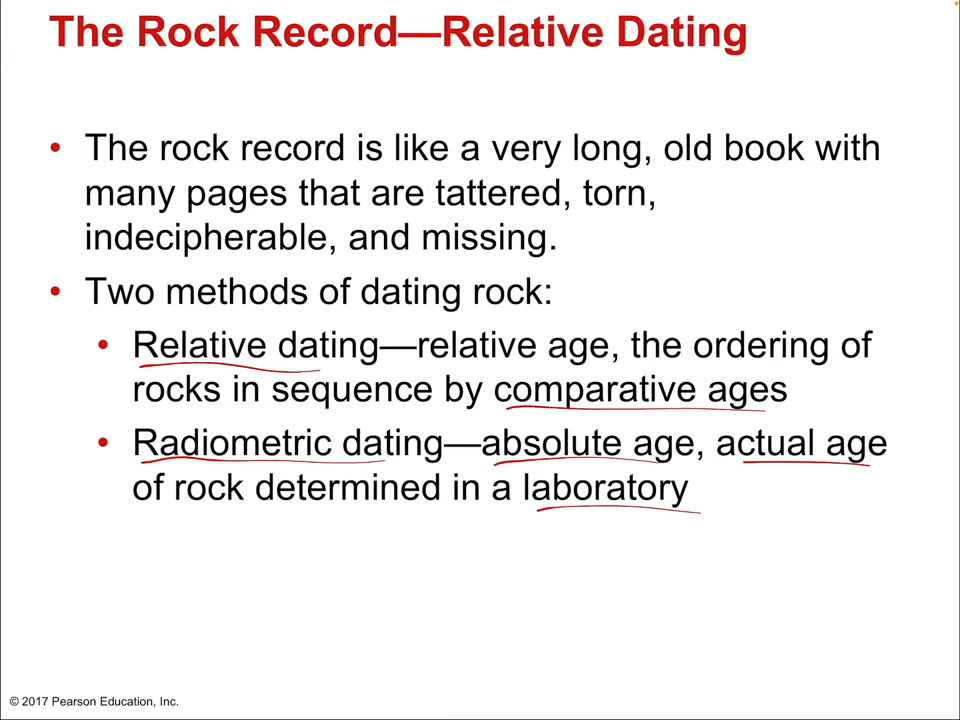 The Rock Record—Relative Dating
• The rock record is like a very long, old book with
many pages that are tattered, torn,
indecipherable, and missing.
• Two methods of dating rock:
• Relative dating—relative age, the ordering of
rocks in sequence by comparative ages
• Radiometric dating—absolute age, actual age
of rock determined in a laboratory
© 2017 Pearson Education, Inc.